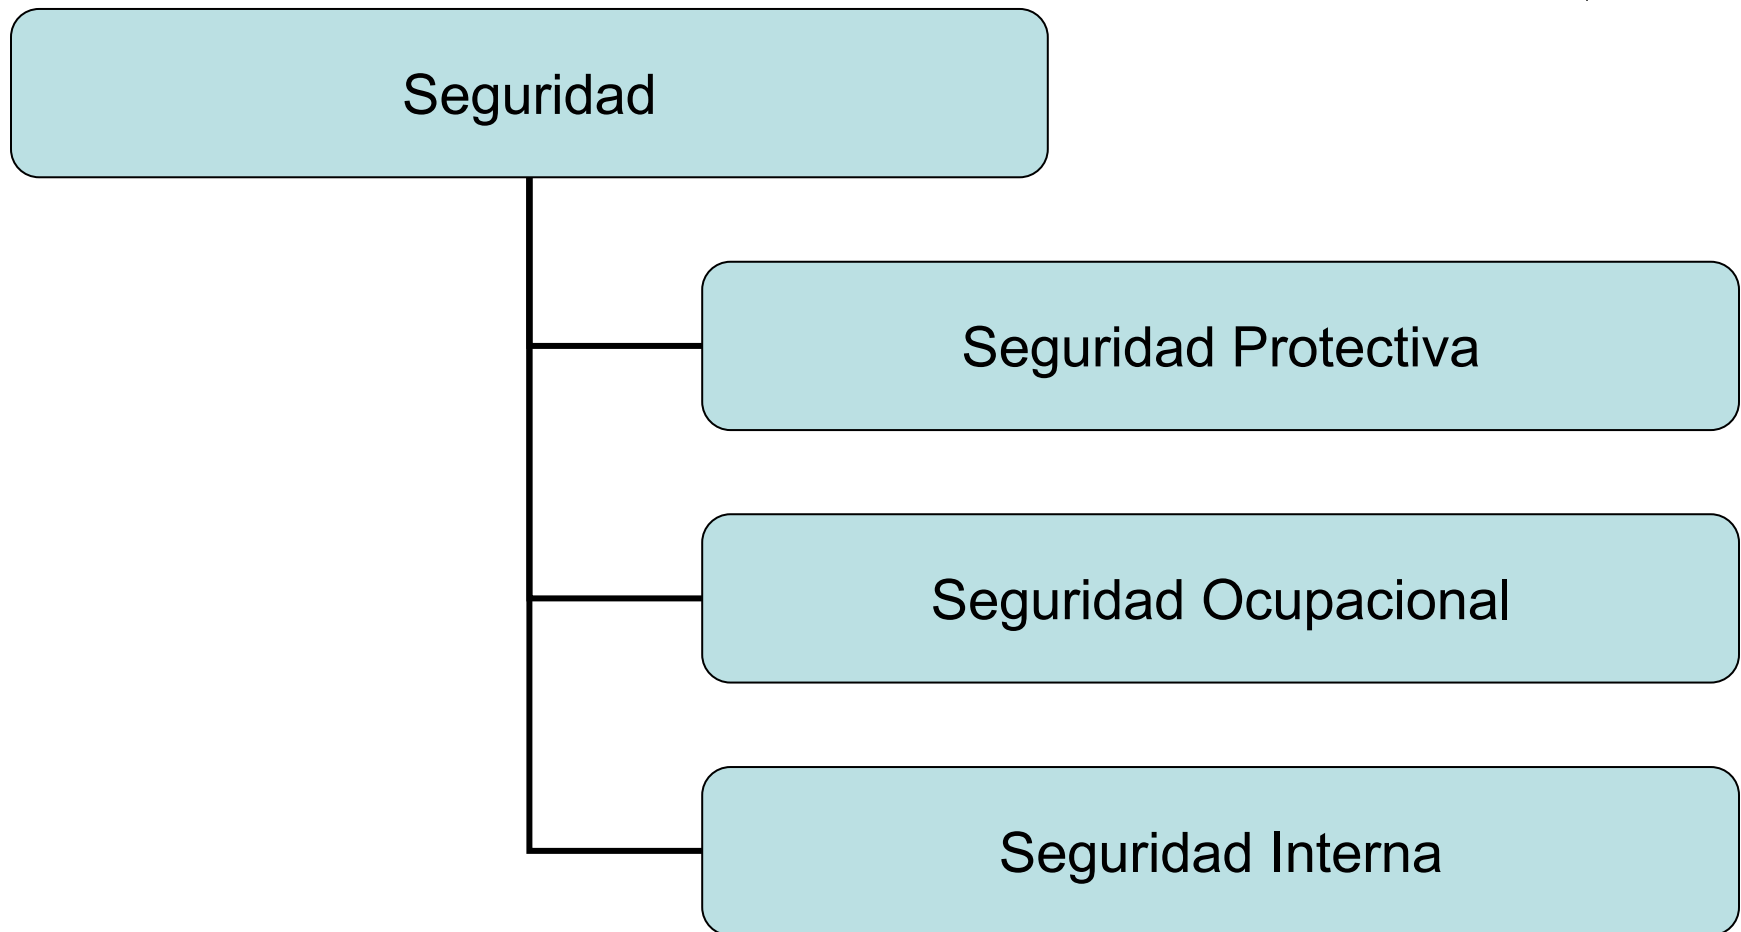 Seguridad
Seguridad Protectiva
Seguridad Ocupacional
Seguridad Interna